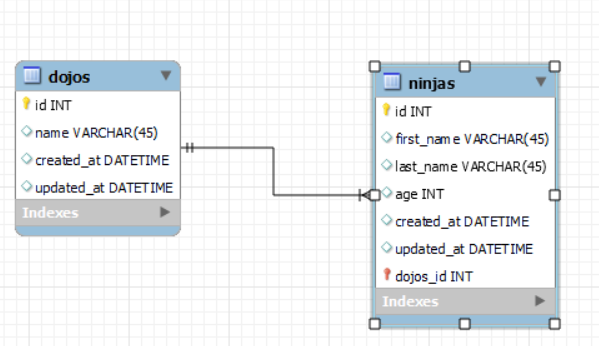 dojos
id INT
name VARCHAR(45)
created_at DATETIME
updated_at DATETIME
Indexes
ninjas
id INT
first_name VARCHAR(45)
last_name VARCHAR(45)
age INT
created_at DATETIME
updated_at DATETIME
dojos_id INT
Indexes